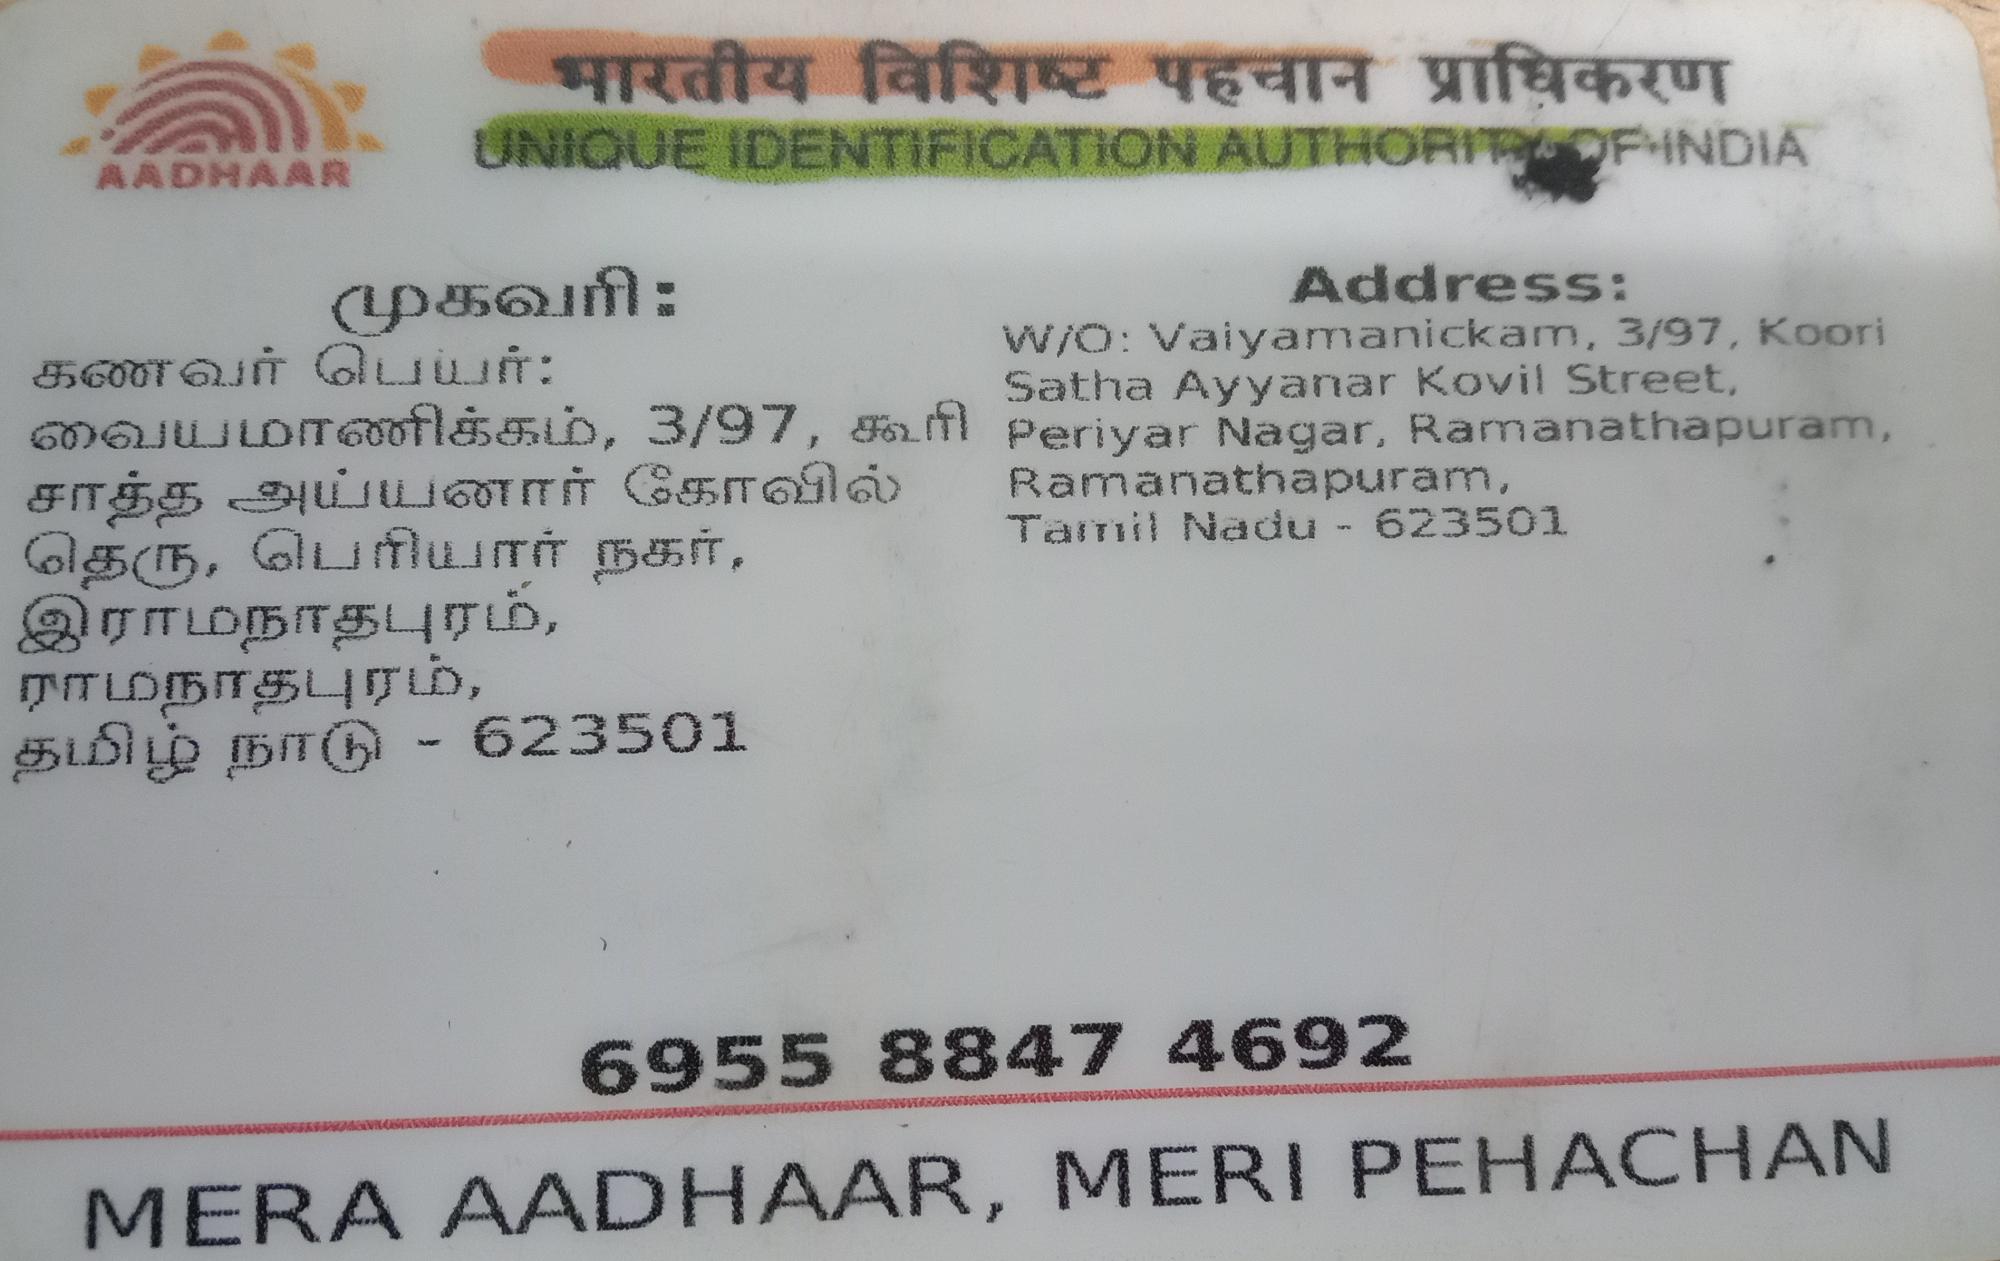 भारतीय विशिष्ट पहचान प्राधिकरण
UNIQUE IDENTIFICATION AUTHORITY OF INDIA
AADHAAR
முகவரி:
கணவர் பெயர்:
வையமாணிக்கம், 3/97, கூரி
சாத்த அய்யனார் கோவில்
தெரு, பெரியார் நகர்,
இராமநாதபுரம்,
ராமநாதபுரம்,
தமிழ் நாடு - 623501
Address:
W/O: Vaiyamanickam, 3/97, Koori
Satha Ayyanar Kovil Street,
Periyar Nagar, Ramanathapuram,
Ramanathapuram,
Tamil Nadu - 623501
6955 8847 4692
MERA AADHAAR, MERI PEHACHAN